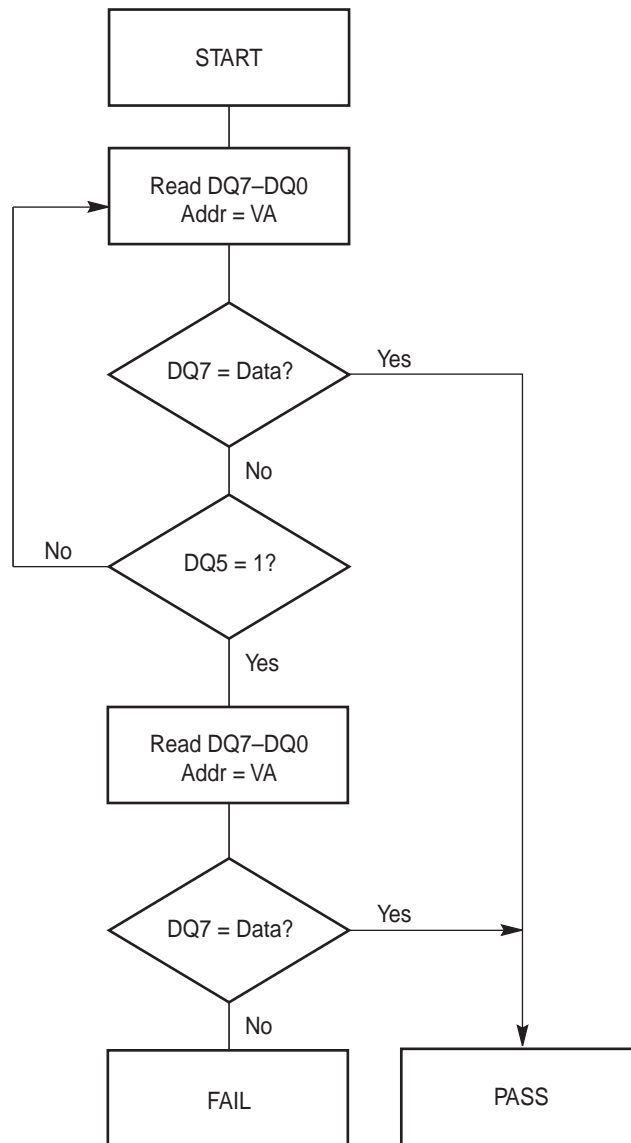 START
Read DQ7–DQ0
Addr = VA
DQ7 = Data?
Yes
No
No
DQ5 = 1?
Yes
Read DQ7–DQ0
Addr = VA
DQ7 = Data?
Yes
No
FAIL
PASS